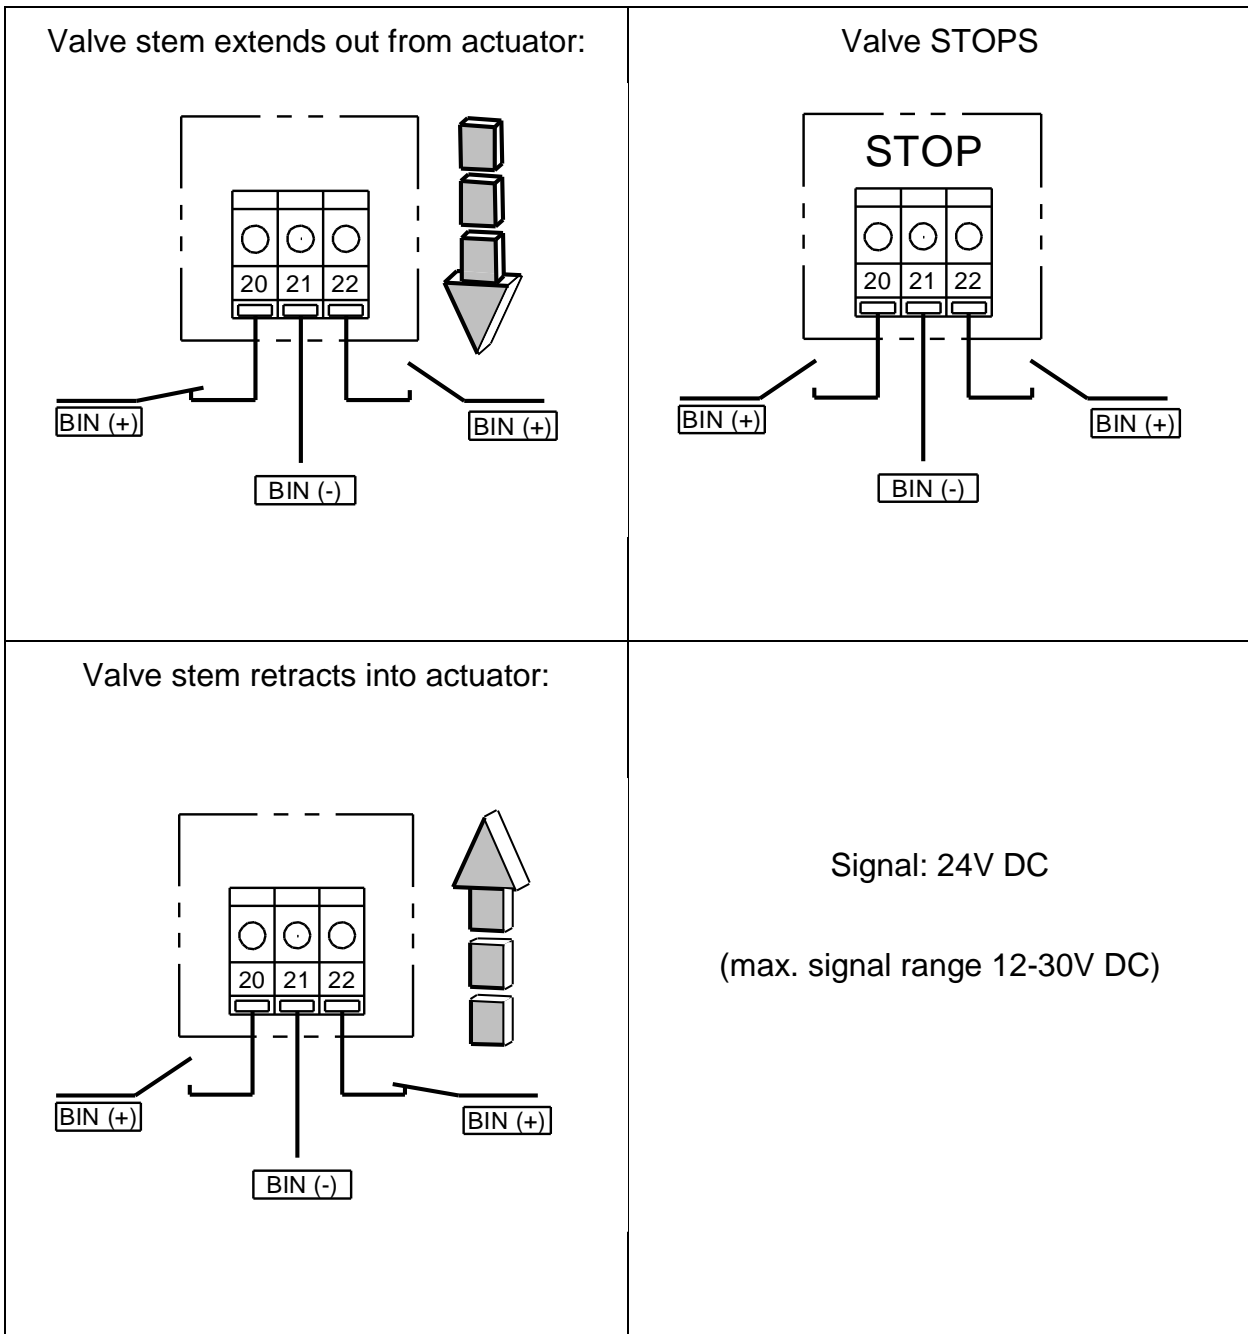 Valve stem extends out from actuator:
20 21 22
BIN (+)
BIN (+)
BIN (-)
Valve STOPS
STOP
20 21 22
BIN (+)
BIN (+)
BIN (-)
Valve stem retracts into actuator:
20 21 22
BIN (+)
BIN (+)
BIN (-)
Signal: 24V DC
(max. signal range 12-30V DC)